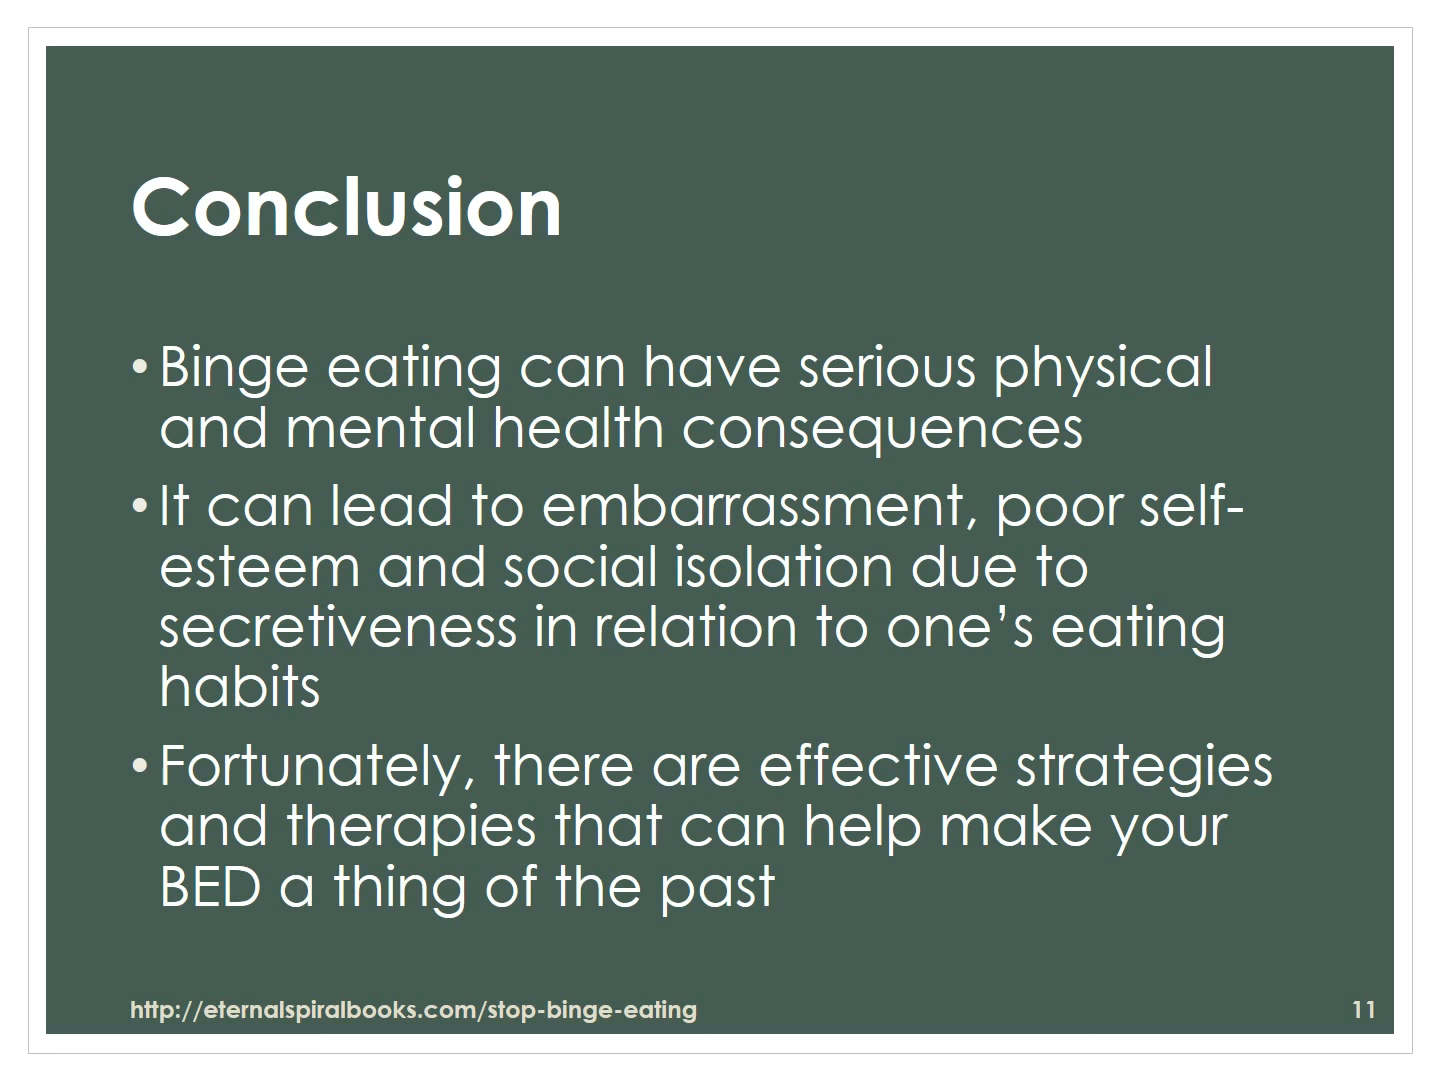 Conclusion
•Binge eating can have serious physical
and mental health consequences
•It can lead to embarrassment, poor self-
esteem and social isolation due to
secretiveness in relation to one’s eating
habits
•Fortunately, there are effective strategies
and therapies that can help make your
BED a thing of the past
http://eternalspiralbooks.com/stop-binge-eating
11